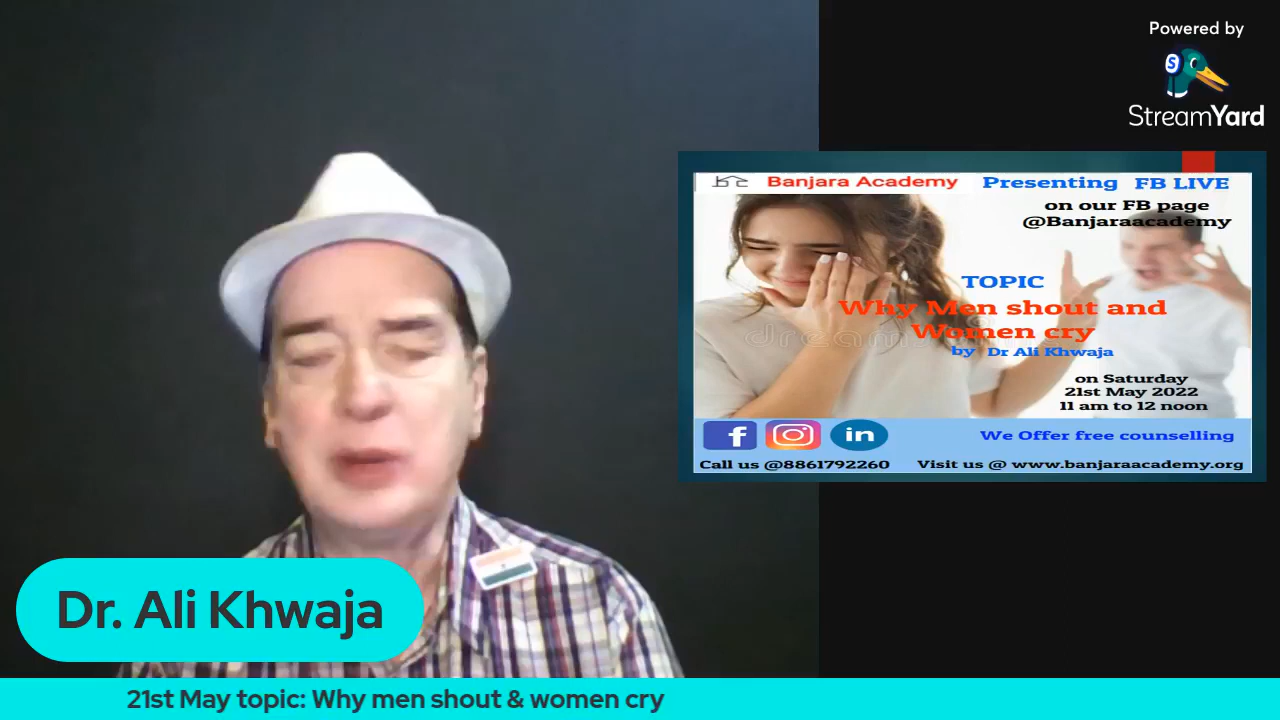 Powered by
S
StreamYard
Banjara Academy Presenting FB LIVE
on our FB page
@Banjaraacademy
TOPIC
Why Men shout and
Women cry
by Dr Ali Khwaja
on Saturday
21st May 2022
11 am to 12 noon
f in
We Offer free counselling
Call us @8861792260 Visit us @ www.banjaraacademy.org
Dr. Ali Khwaja
21st May topic: Why men shout & women cry